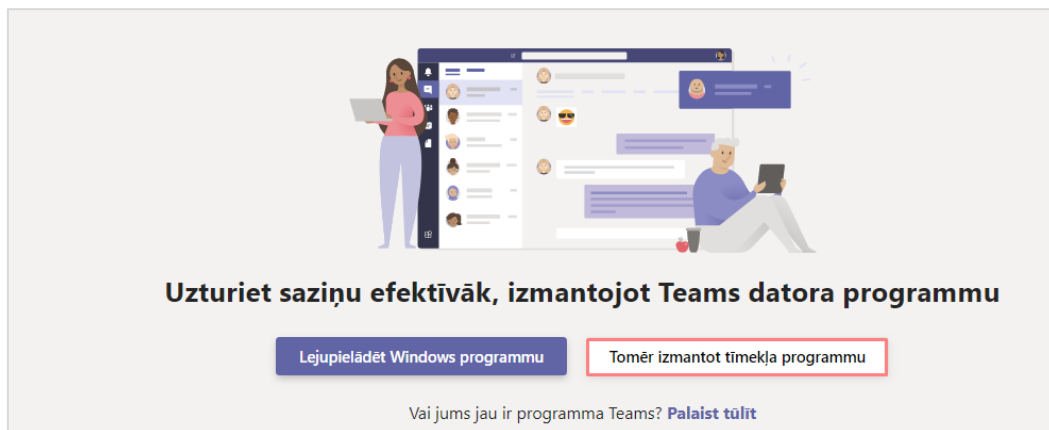 Uzturiet saziņu efektīvāk, izmantojot Teams datora programmu
Lejupielādēt Windows programmu
Tomēr izmantot tīmekļa programmu
Vai jums jau ir programma Teams? Palaist tūlīt